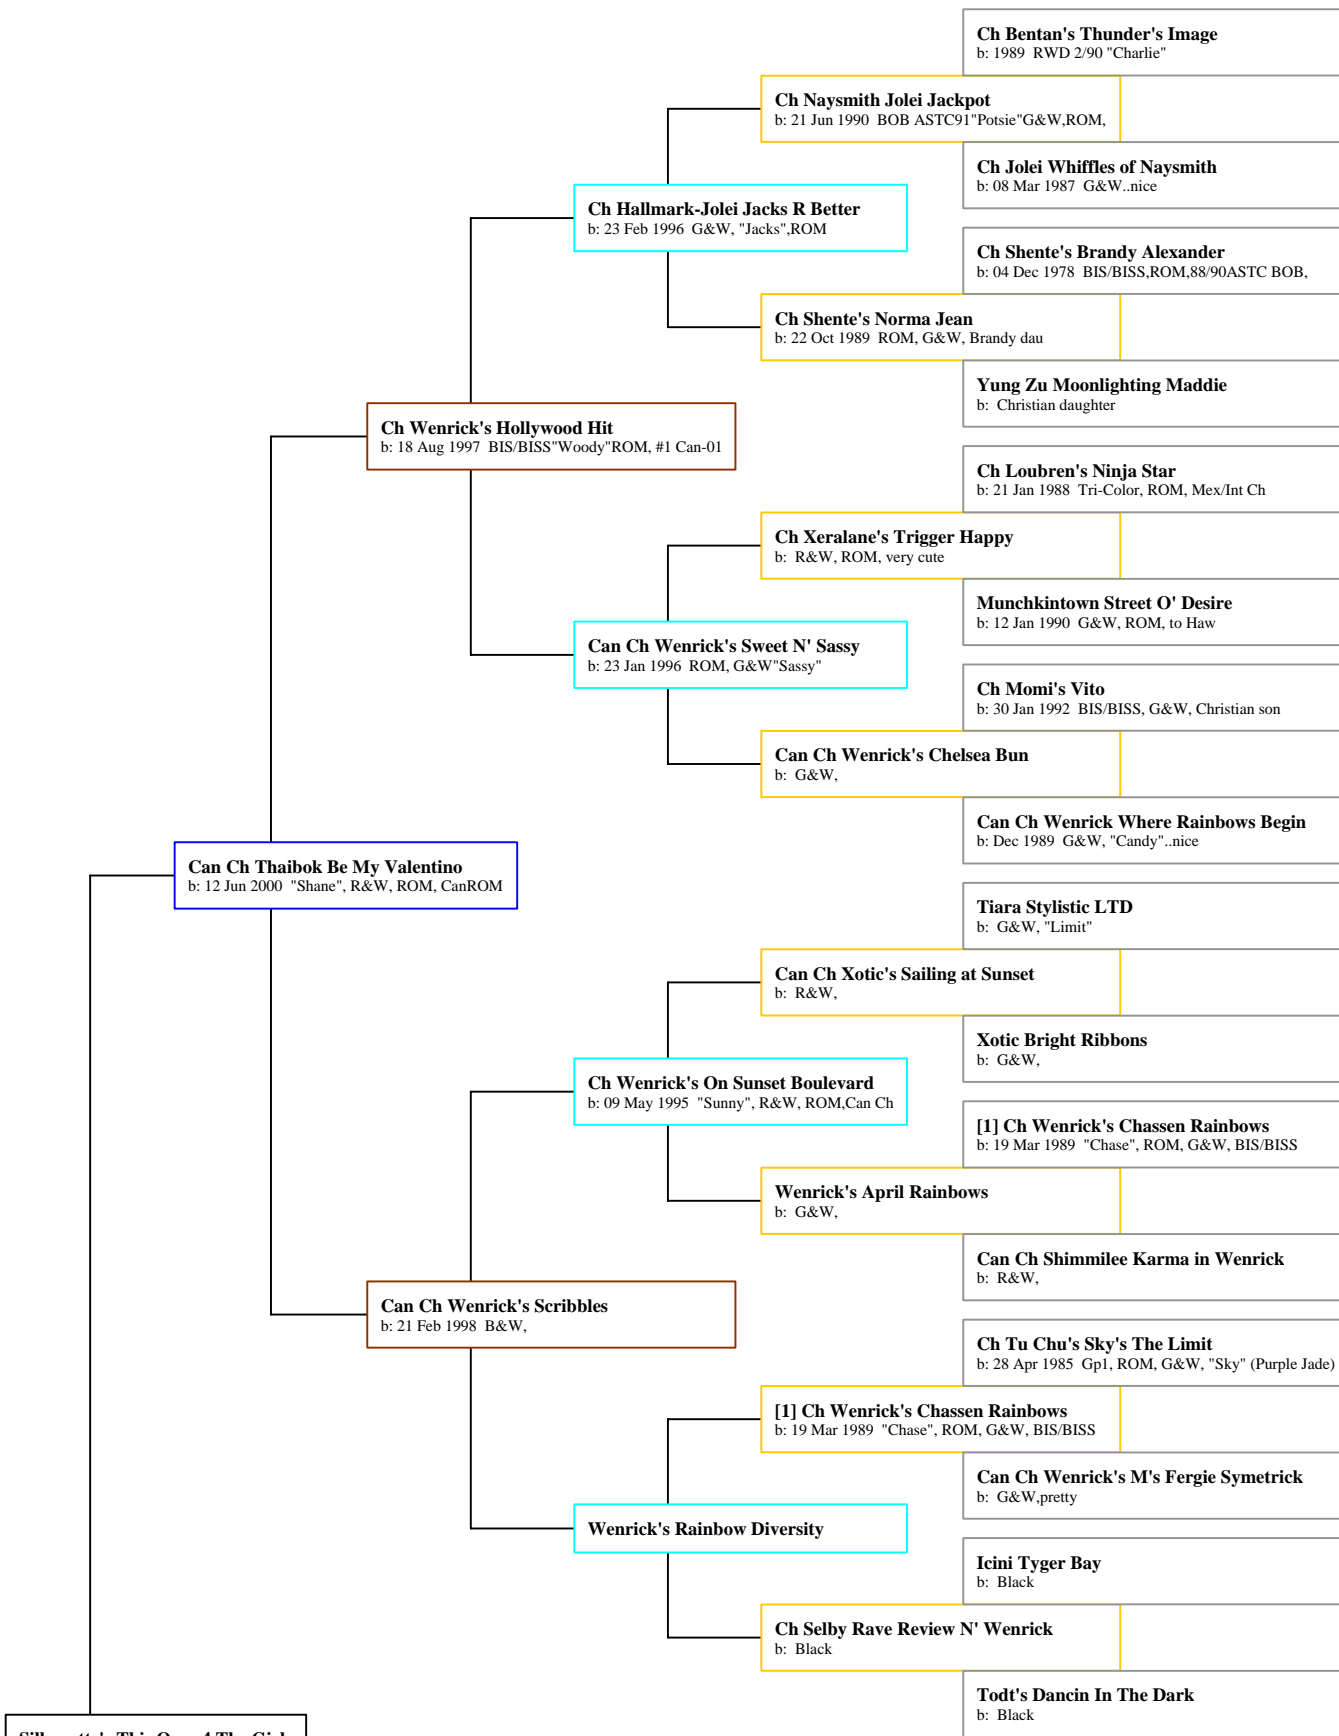 Ch Bentan's Thunder's Image
b: 1989 RWD 2/90 "Charlie"
Ch Naysmith Jolei Jackpot
b: 21 Jun 1990 BOB ASTC91"Potsie"G&W,ROM,
Ch Jolei Whiffles of Naysmith
b: 08 Mar 1987 G&W..nice
Ch Hallmark-Jolei Jacks R Better
b: 23 Feb 1996 G&W, "Jacks",ROM
Ch Shente's Brandy Alexander
b: 04 Dec 1978 BIS/BISS,ROM,88/90ASTC BOB,
Ch Shente's Norma Jean
b: 22 Oct 1989 ROM, G&W, Brandy dau
Yung Zu Moonlighting Maddie
b: Christian daughter
Ch Wenrick's Hollywood Hit
b: 18 Aug 1997 BIS/BISS"Woody"ROM, #1 Can-01
Ch Loubren's Ninja Star
b: 21 Jan 1988 Tri-Color, ROM, Mex/Int Ch
Ch Xeralane's Trigger Happy
b: R&W, ROM, very cute
Munchkintown Street O' Desire
b: 12 Jan 1990 G&W, ROM, to Haw
Can Ch Wenrick's Sweet N' Sassy
b: 23 Jan 1996 ROM, G&W"Sassy"
Ch Momi's Vito
b: 30 Jan 1992 BIS/BISS, G&W, Christian son
Can Ch Wenrick's Chelsea Bun
b: G&W,
Can Ch Wenrick Where Rainbows Begin
b: Dec 1989 G&W, "Candy"..nice
Can Ch Thaibok Be My Valentino
b: 12 Jun 2000 "Shane", R&W, ROM, CanROM
Tiara Stylistic LTD
b: G&W, "Limit"
Can Ch Xotic's Sailing at Sunset
b: R&W,
Xotic Bright Ribbons
b: G&W,
Ch Wenrick's On Sunset Boulevard
b: 09 May 1995 "Sunny", R&W, ROM,Can Ch
[1] Ch Wenrick's Chassen Rainbows
b: 19 Mar 1989 "Chase", ROM, G&W, BIS/BISS
Wenrick's April Rainbows
b: G&W,
Can Ch Shimmilee Karma in Wenrick
b: R&W,
Can Ch Wenrick's Scribbles
b: 21 Feb 1998 B&W,
Ch Tu Chu's Sky's The Limit
b: 28 Apr 1985 Gp1, ROM, G&W, "Sky" (Purple Jade)
[1] Ch Wenrick's Chassen Rainbows
b: 19 Mar 1989 "Chase", ROM, G&W, BIS/BISS
Can Ch Wenrick's M's Fergie Symetrick
b: G&W,pretty
Wenrick's Rainbow Diversity
Icini Tyger Bay
b: Black
Ch Selby Rave Review N' Wenrick
b: Black
Todt's Dancin In The Dark
b: Black